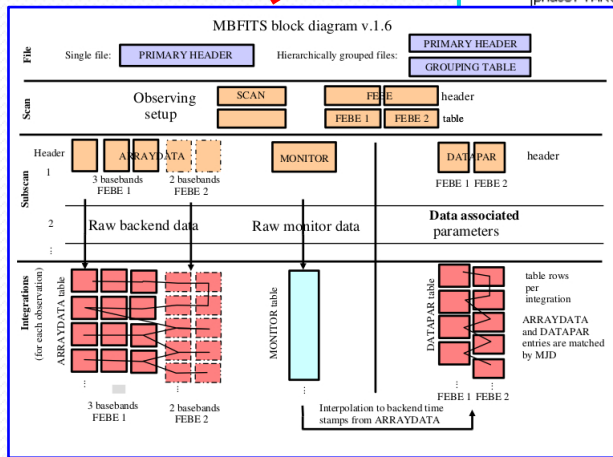 MBFITS block diagram v.1.6
File
Single file:
PRIMARY HEADER
Hierarchically grouped files:
PRIMARY HEADER
GROUPING TABLE
Scan
Observing
setup
SCAN
FEBE
header
FEBE 1
FEBE 2
table
Subscan
Header
1
ARRAYDATA
MONITOR
DATAPAR
header
3 basebands
FEBE 1
2 basebands
FEBE 2
FEBE 1 FEBE 2
2
Raw backend data
Raw monitor data
Data associated
parameters
⋮
Integrations
(for each observation)
ARRAYDATA table
MONITOR table
DATAPAR table
table rows
per
integration
ARRAYDATA
and DATAPAR
entries are matched
by MJD
⋮
⋮
⋮
⋮
⋮
FEBE 1 FEBE 2
3 basebands
FEBE 1
2 basebands
FEBE 2
Interpolation to backend time
stamps from ARRAYDATA